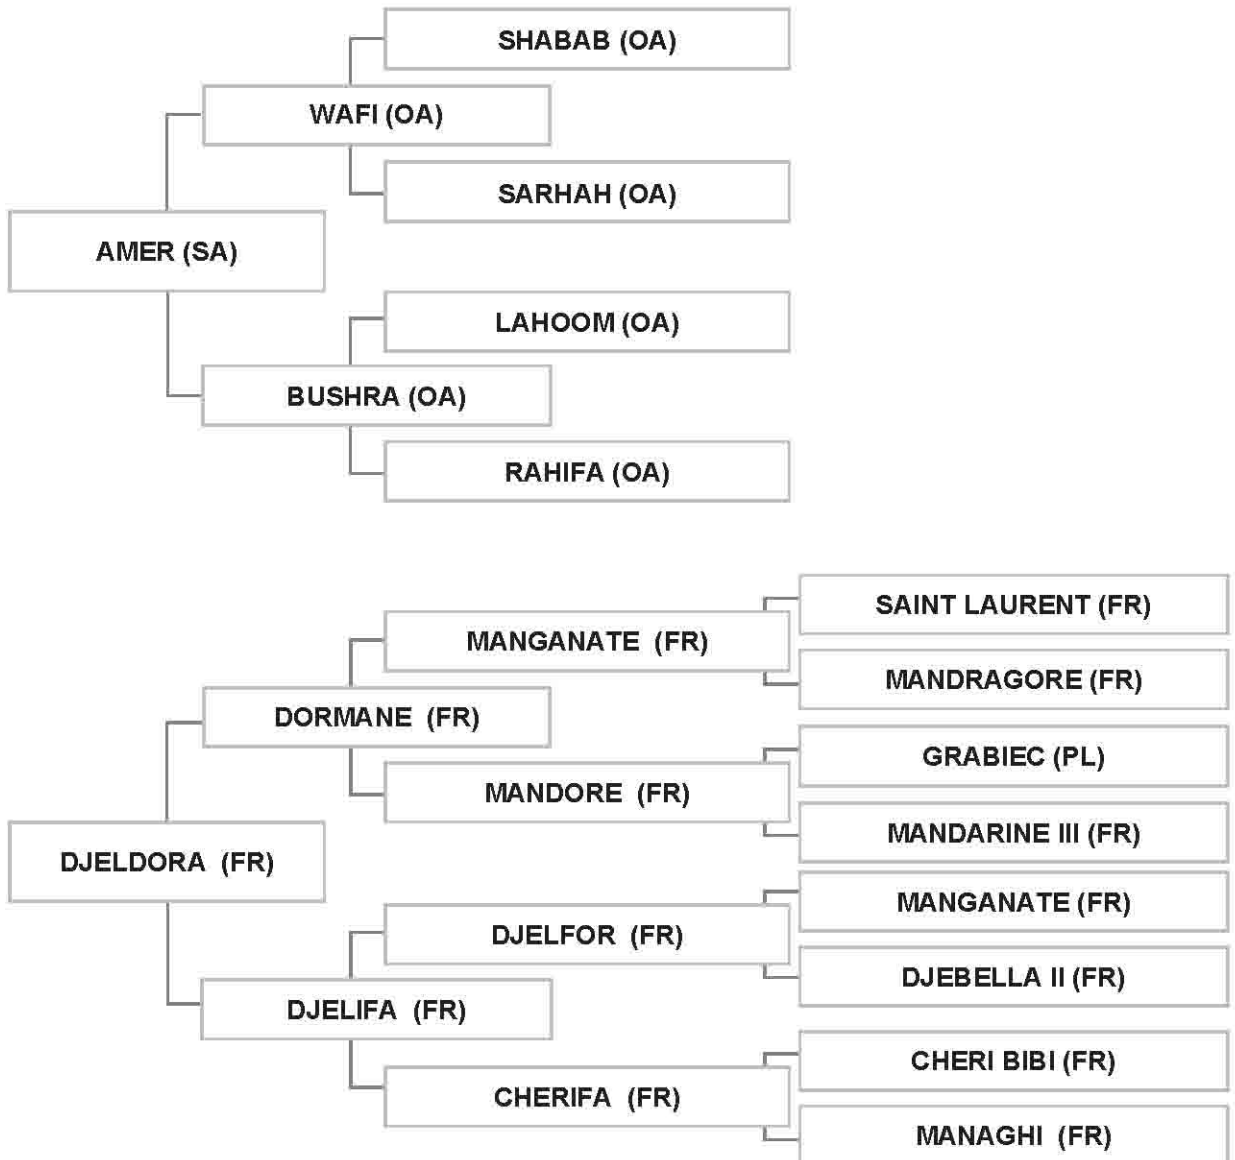 SHABAB (OA)
WAFI (OA)
SARHAH (OA)
AMER (SA)
LAHOOM (OA)
BUSHRA (OA)
RAHIFA (OA)
SAINT LAURENT (FR)
MANGANATE (FR)
MANDRAGORE (FR)
DORMANE (FR)
GRABIEC (PL)
MANDORE (FR)
MANDARINE III (FR)
DJELDORA (FR)
MANGANATE (FR)
DJELFOR (FR)
DJEBELLA II (FR)
DJELIFA (FR)
CHERI BIBI (FR)
CHERIFA (FR)
MANAGHI (FR)